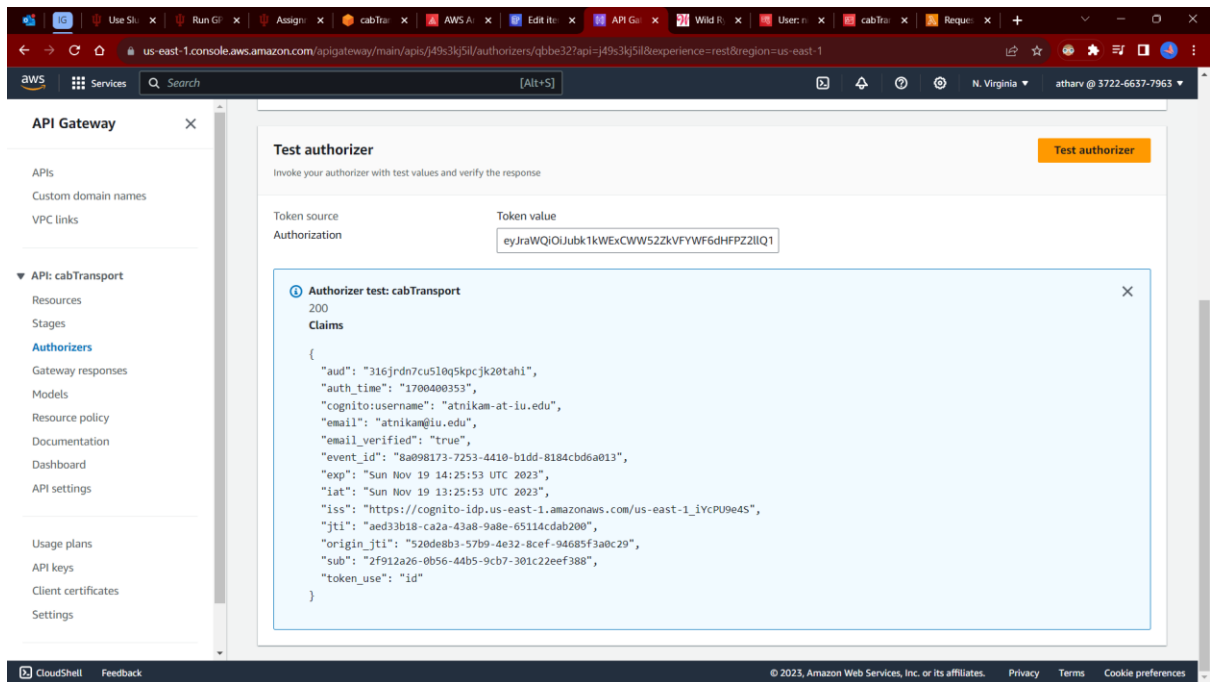 IG
Use Slu
Run GF
Assignm
cabTran
AWS A
Edit ite
API Gat
Wild Ry
User: n
cabTran
Reques
us-east-1.console.aws.amazon.com/apigateway/main/apis/j49s3kj5il/authorizers/qbbe32?api=j49s3kj5il&experience=rest&region=us-east-1
aws
Services
Search
[Alt+S]
N. Virginia
atharv @ 3722-6637-7963
API Gateway
APIs
Custom domain names
VPC links
API: cabTransport
Resources
Stages
Authorizers
Gateway responses
Models
Resource policy
Documentation
Dashboard
API settings
Usage plans
API keys
Client certificates
Settings
Test authorizer
Test authorizer
Invoke your authorizer with test values and verify the response
Token source
Authorization
Token value
Authorizer test: cabTransport
200
Claims
{
"aud": "316jrdn7cu5l0q5kpcjk20tahi",
"auth_time": "1700400353",
"cognito:username": "atnikam-at-iu.edu",
"email": "atnikam@iu.edu",
"email_verified": "true",
"event_id": "8a098173-7253-4410-b1dd-8184cbd6a013",
"exp": "Sun Nov 19 14:25:53 UTC 2023",
"iat": "Sun Nov 19 13:25:53 UTC 2023",
"iss": "https://cognito-idp.us-east-1.amazonaws.com/us-east-1_iYcPU9e4S",
"jti": "aed33b18-ca2a-43a8-9a8e-65114cdab200",
"origin_jti": "520de8b3-57b9-4e32-8cef-94685f3a0c29",
"sub": "2f912a26-0b56-44b5-9cb7-301c22eef388",
"token_use": "id"
}
CloudShell
Feedback
© 2023, Amazon Web Services, Inc. or its affiliates.
Privacy
Terms
Cookie preferences